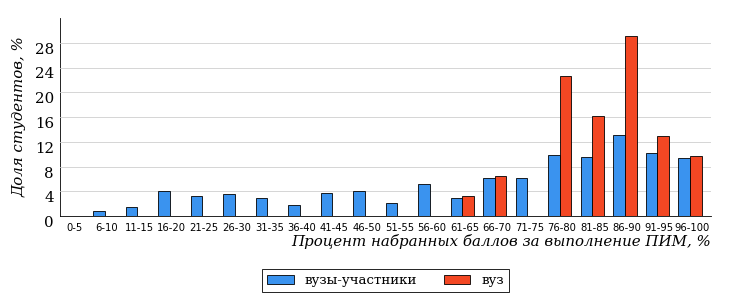 Доля студентов, %
28
24
20
16
12
8
4
0
0-5 6-10 11-15 16-20 21-25 26-30 31-35 36-40 41-45 46-50 51-55 56-60 61-65 66-70 71-75 76-80 81-85 86-90 91-95 96-100
Процент набранных баллов за выполнение ПИМ, %
вузы-участники вуз